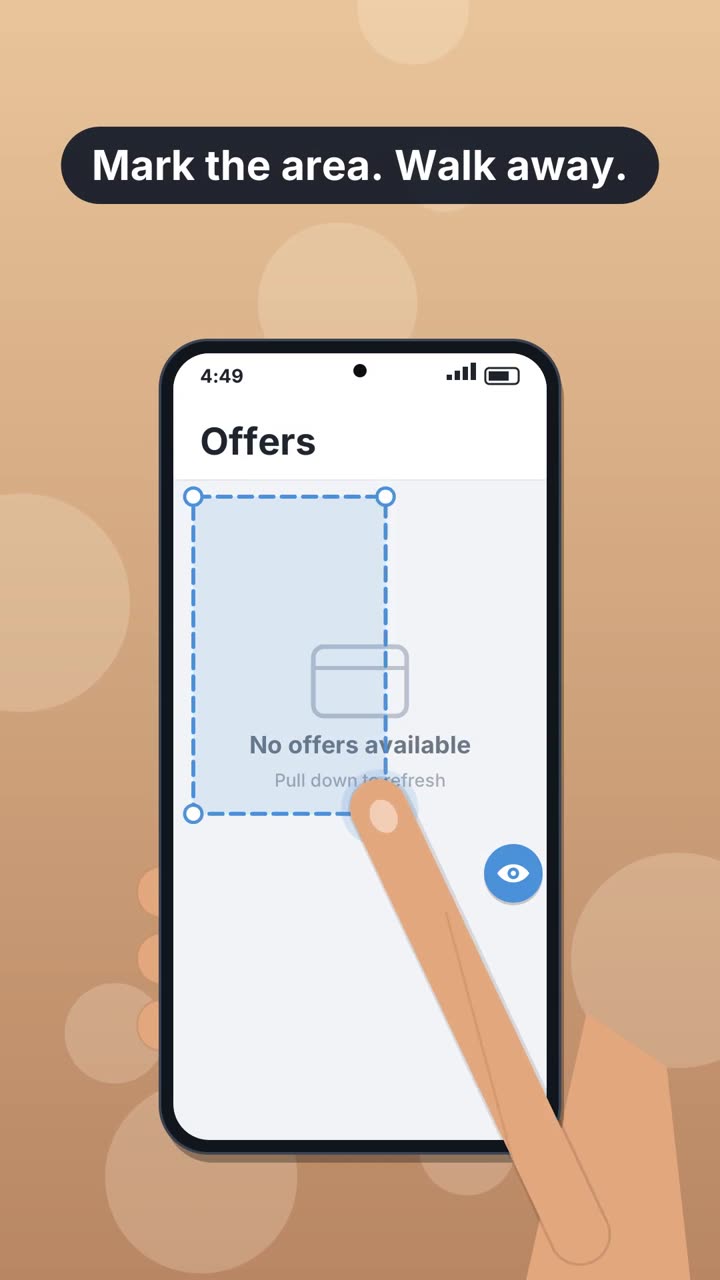 Mark the area. Walk away.
4:49
Offers
No offers available
Pull down to refresh